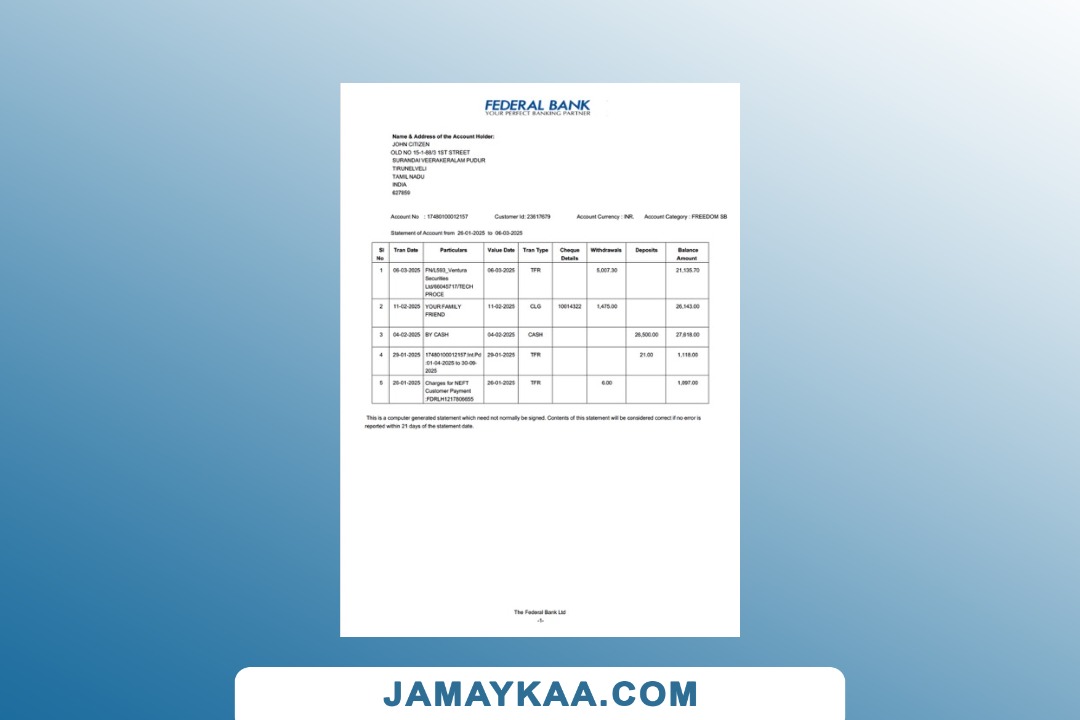 FEDERAL BANK
YOUR PERFECT BANKING PARTNER
Name & Address of the Account Holder:
JOHN CITIZEN
OLD NO 15-1-88/3 1ST STREET
SURANDAI VEERAKERALAM PUDUR
TIRUNELVELI
TAMIL NADU
INDIA
627859
Account No : 17480100012157 Customer Id: 23617679 Account Currency : INR. Account Category : FREEDOM SB
Statement of Account from 26-01-2025 to 06-03-2025
Sl No Tran Date Particulars Value Date Tran Type Cheque Details Withdrawals Deposits Balance Amount
1 06-03-2025 FN/L593_Ventura 06-03-2025 TFR 5,007.30 21,135.70
Securities
Ltd/66040717/TECH
PROCE
2 11-02-2025 YOUR FAMILY 11-02-2025 CLG 10014322 1,475.00 26,143.00
FRIEND
3 04-02-2025 BY CASH 04-02-2025 CASH 26,500.00 27,618.00
4 29-01-2025 17480100012157:Int.Pd 29-01-2025 TFR 21.00 1,118.00
:01-04-2025 to 30-09-
2025
5 26-01-2025 Charges for NEFT 26-01-2025 TFR 6.00 1,097.00
Customer Payment
:FDRLH1217806655
This is a computer generated statement which need not normally be signed. Contents of this statement will be considered correct if no error is
reported within 21 days of the statement date.
The Federal Bank Ltd
-1-
JAMAYKAA.COM